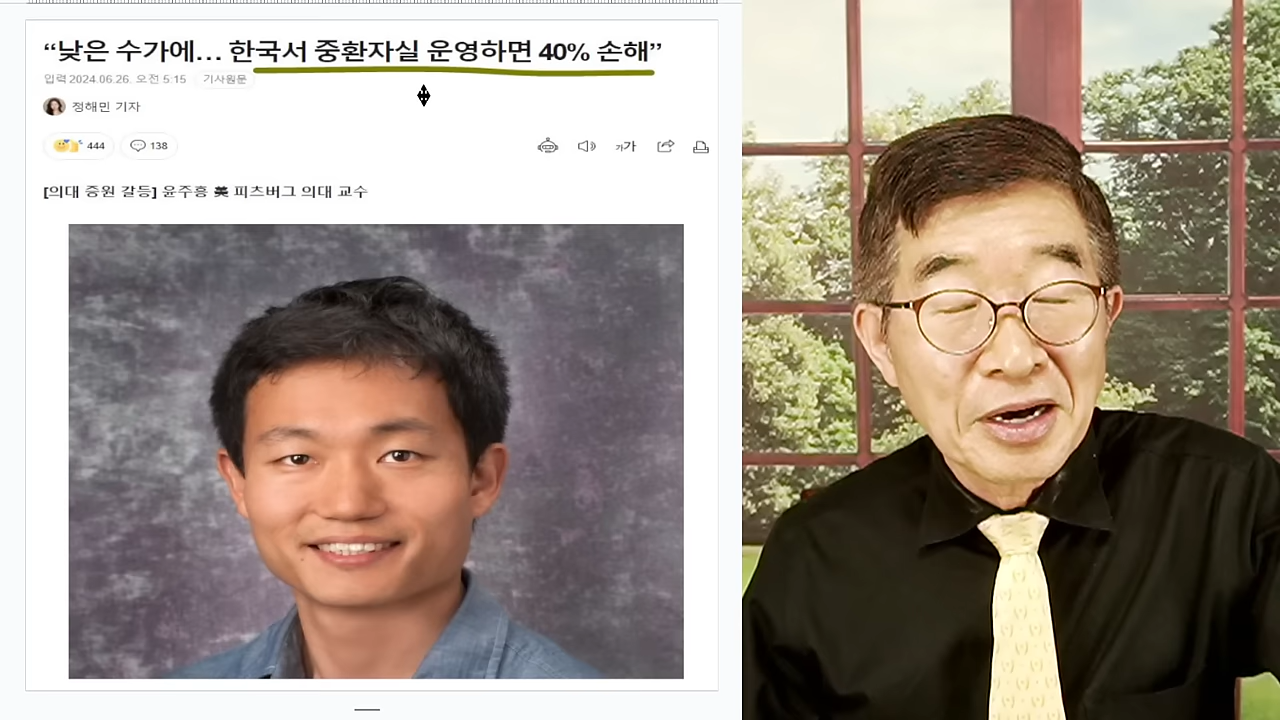 “낮은 수가에… 한국서 중환자실 운영하면 40% 손해”
입력 2024.06.26. 오전 5:15 기사원문
정해민 기자
444 138
가가
[의대 증원 갈등] 윤주흥 美 피츠버그 의대 교수